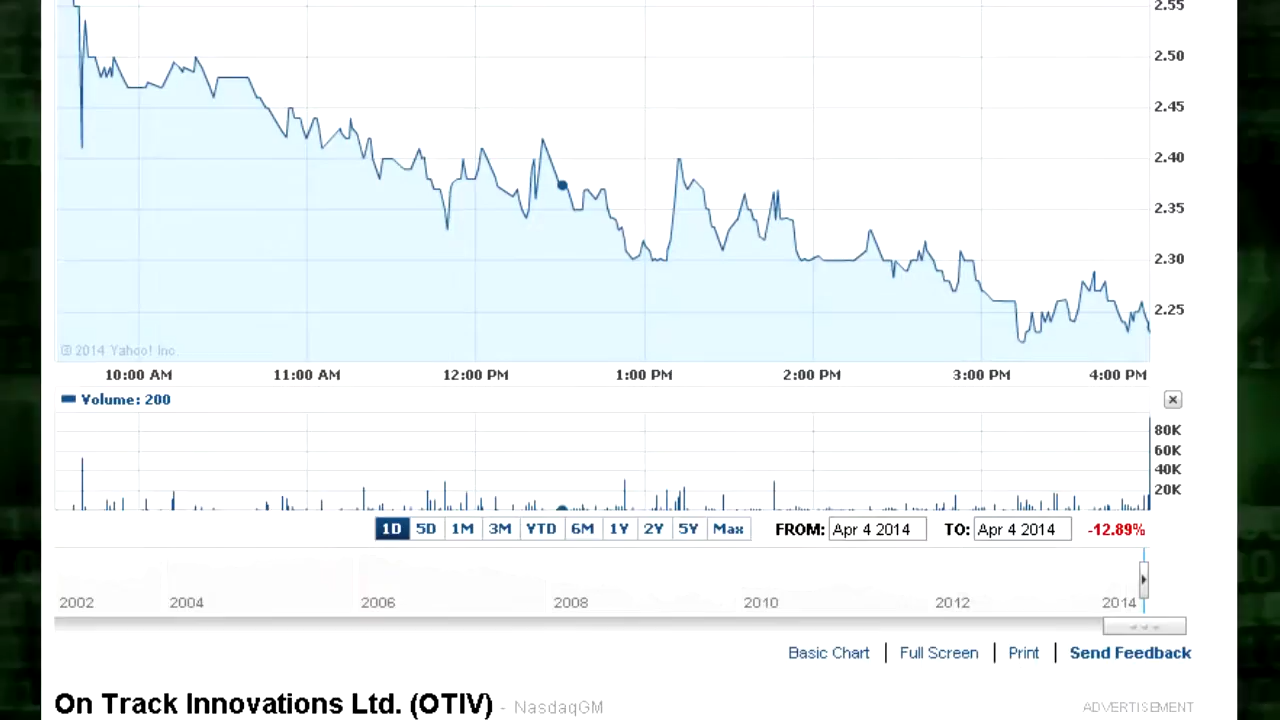 2.55
2.50
2.45
2.40
2.35
2.30
2.25
© 2014 Yahoo! Inc.
10:00 AM 11:00 AM 12:00 PM 1:00 PM 2:00 PM 3:00 PM 4:00 PM
Volume: 200
80K
60K
40K
20K
1D 5D 1M 3M YTD 6M 1Y 2Y 5Y Max FROM: Apr 4 2014 TO: Apr 4 2014 -12.89%
2002 2004 2006 2008 2010 2012 2014
Basic Chart | Full Screen | Print | Send Feedback
On Track Innovations Ltd. (OTIV) - NasdaqGM ADVERTISEMENT